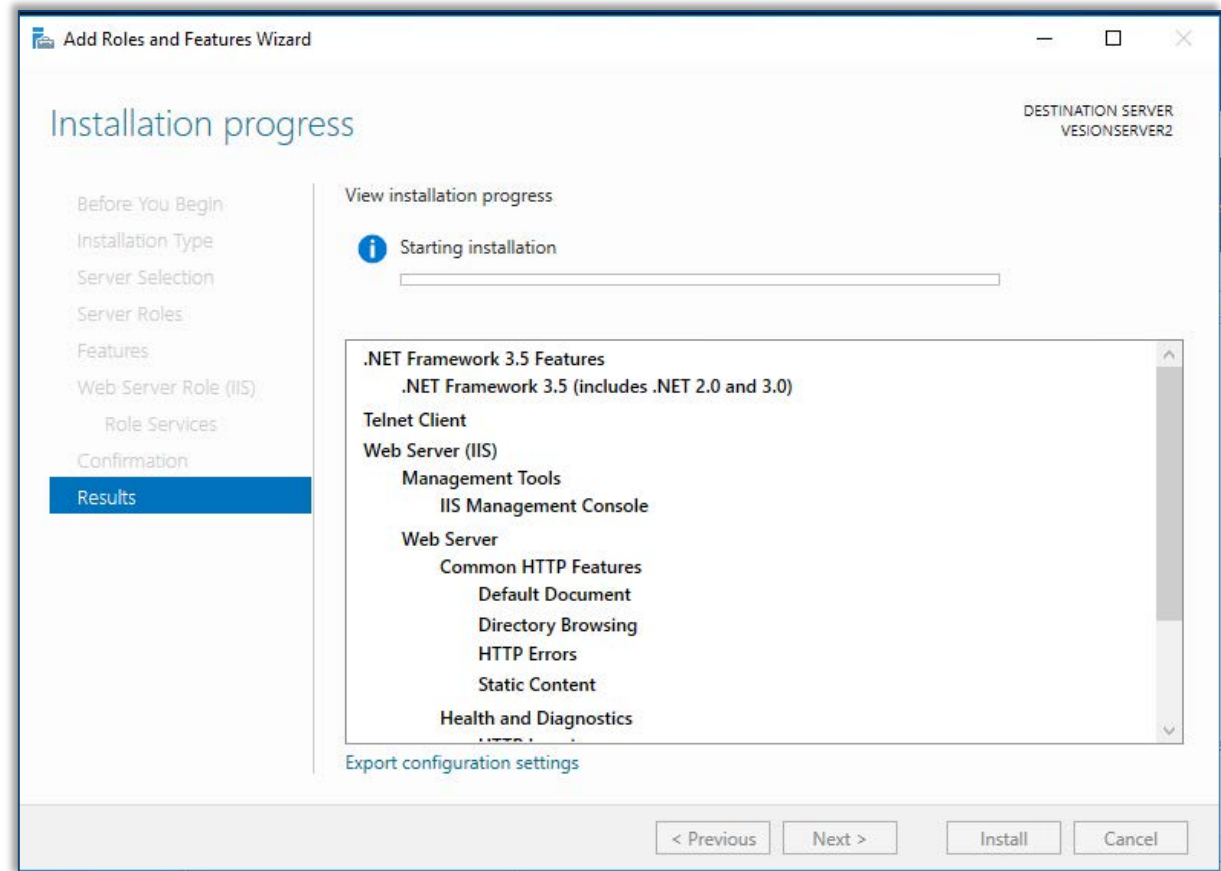 Add Roles and Features Wizard
Installation progress
DESTINATION SERVER
VESIONSERVER2
Before You Begin
Installation Type
Server Selection
Server Roles
Features
Web Server Role (IIS)
Role Services
Confirmation
Results
View installation progress
Starting installation
.NET Framework 3.5 Features
.NET Framework 3.5 (includes .NET 2.0 and 3.0)
Telnet Client
Web Server (IIS)
Management Tools
IIS Management Console
Web Server
Common HTTP Features
Default Document
Directory Browsing
HTTP Errors
Static Content
Health and Diagnostics
Export configuration settings
< Previous
Next >
Install
Cancel